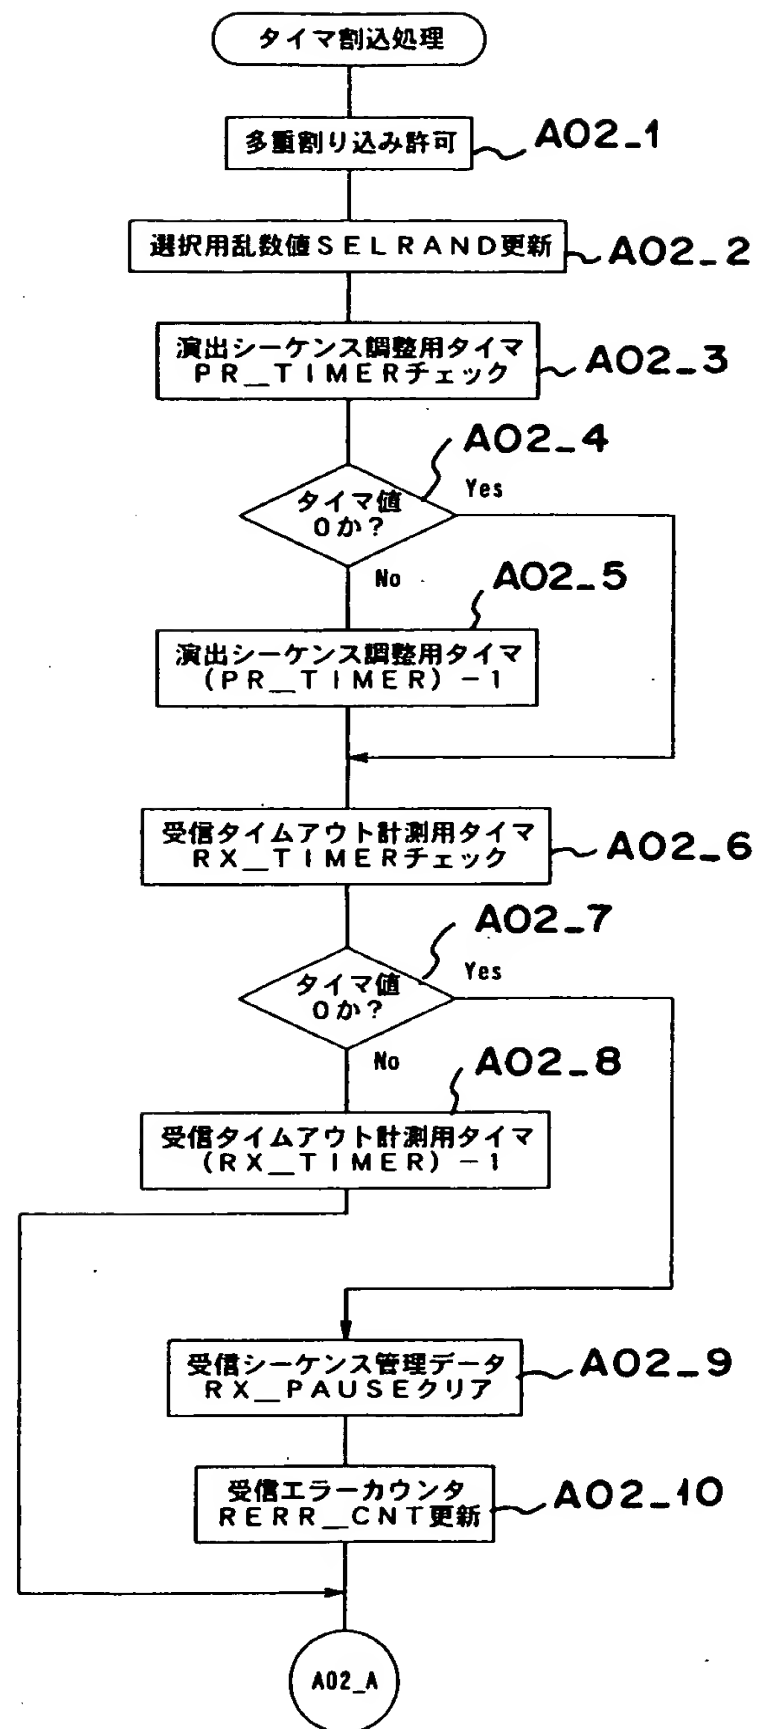 タイマ割込処理
多重割り込み許可
A02_1
選択用乱数値SELRAND更新
A02_2
演出シーケンス調整用タイマ
PR_TIMERチェック
A02_3
A02_4
タイマ値
0か?
Yes
No
A02_5
演出シーケンス調整用タイマ
(PR_TIMER)-1
受信タイムアウト計測用タイマ
RX_TIMERチェック
A02_6
A02_7
タイマ値
0か?
Yes
No
A02_8
受信タイムアウト計測用タイマ
(RX_TIMER)-1
受信シーケンス管理データ
RX_PAUSEクリア
A02_9
受信エラーカウンタ
RERR_CNT更新
A02_10
A02_A